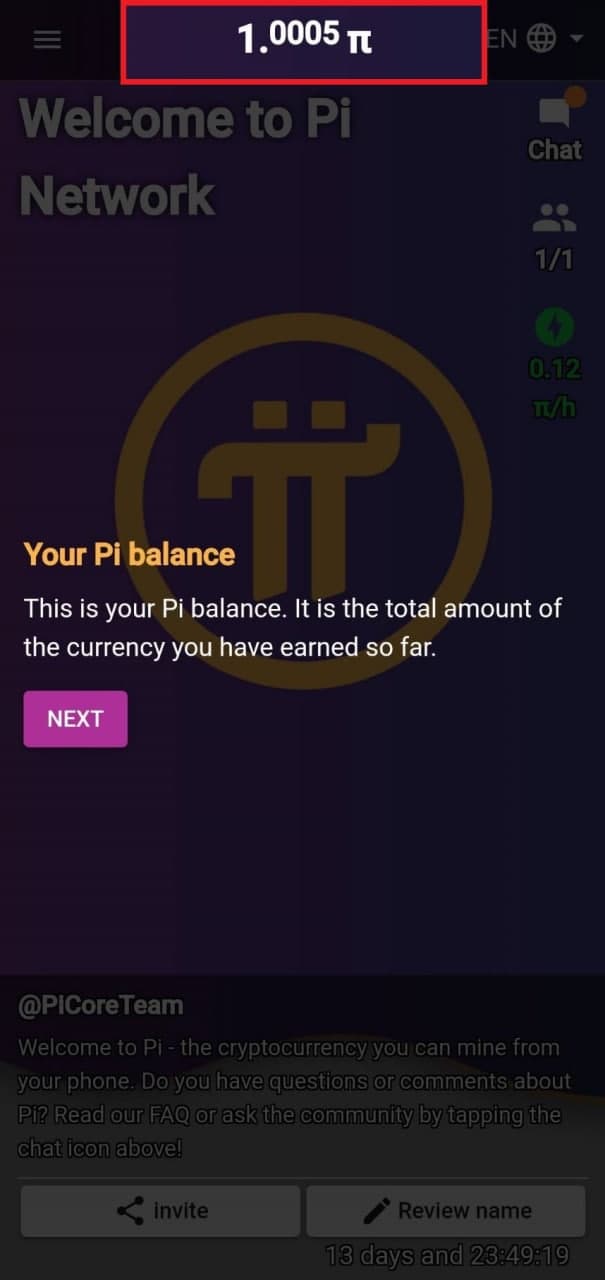 1.0005 π
EN
Welcome to Pi
Network
Chat
1/1
0.12
π/h
Your Pi balance
This is your Pi balance. It is the total amount of
the currency you have earned so far.
NEXT
@PiCoreTeam
Welcome to Pi - the cryptocurrency you can mine from
your phone. Do you have questions or comments about
Pi? Read our FAQ or ask the community by tapping the
chat icon above!
invite
Review name
13 days and 23:49:19